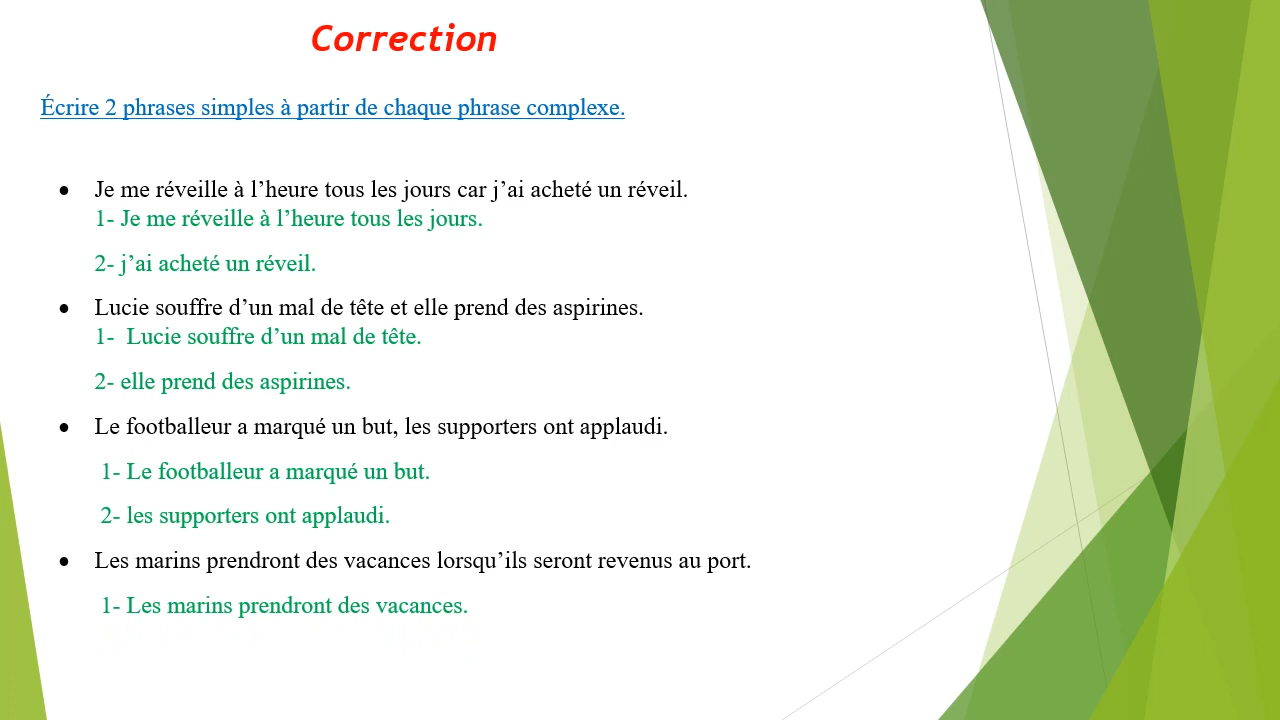 Correction
Écrire 2 phrases simples à partir de chaque phrase complexe.
• Je me réveille à l’heure tous les jours car j’ai acheté un réveil.
1- Je me réveille à l’heure tous les jours.
2- j’ai acheté un réveil.
• Lucie souffre d’un mal de tête et elle prend des aspirines.
1- Lucie souffre d’un mal de tête.
2- elle prend des aspirines.
• Le footballeur a marqué un but, les supporters ont applaudi.
1- Le footballeur a marqué un but.
2- les supporters ont applaudi.
• Les marins prendront des vacances lorsqu’ils seront revenus au port.
1- Les marins prendront des vacances.